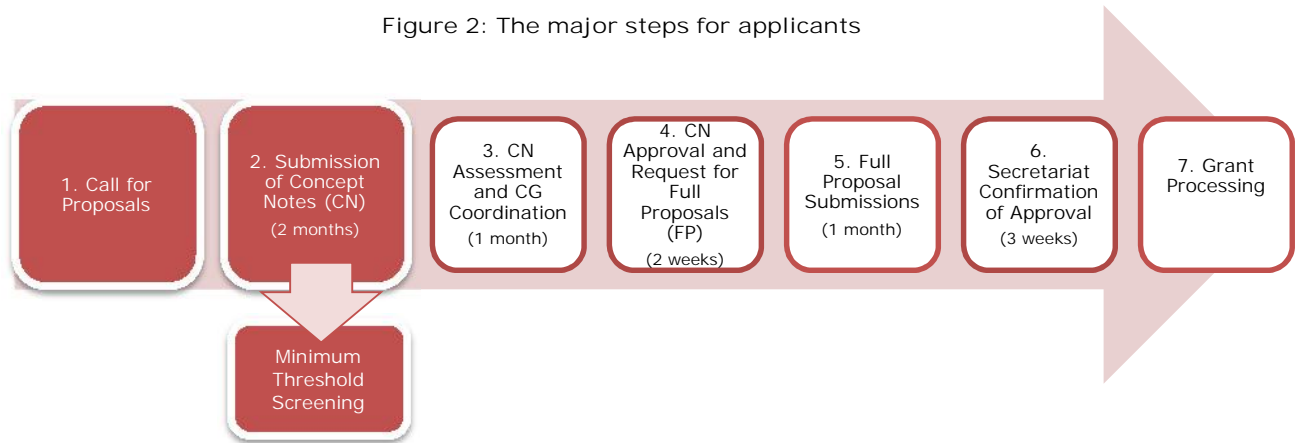 Figure 2: The major steps for applicants
1. Call for
Proposals
2. Submission
of Concept
Notes (CN)
(2 months)
3. CN
Assessment
and CG
Coordination
(1 month)
4. CN
Approval and
Request for
Full
Proposals
(FP)
(2 weeks)
5. Full
Proposal
Submissions
(1 month)
6.
Secretariat
Confirmation
of Approval
(3 weeks)
7. Grant
Processing
Minimum
Threshold
Screening